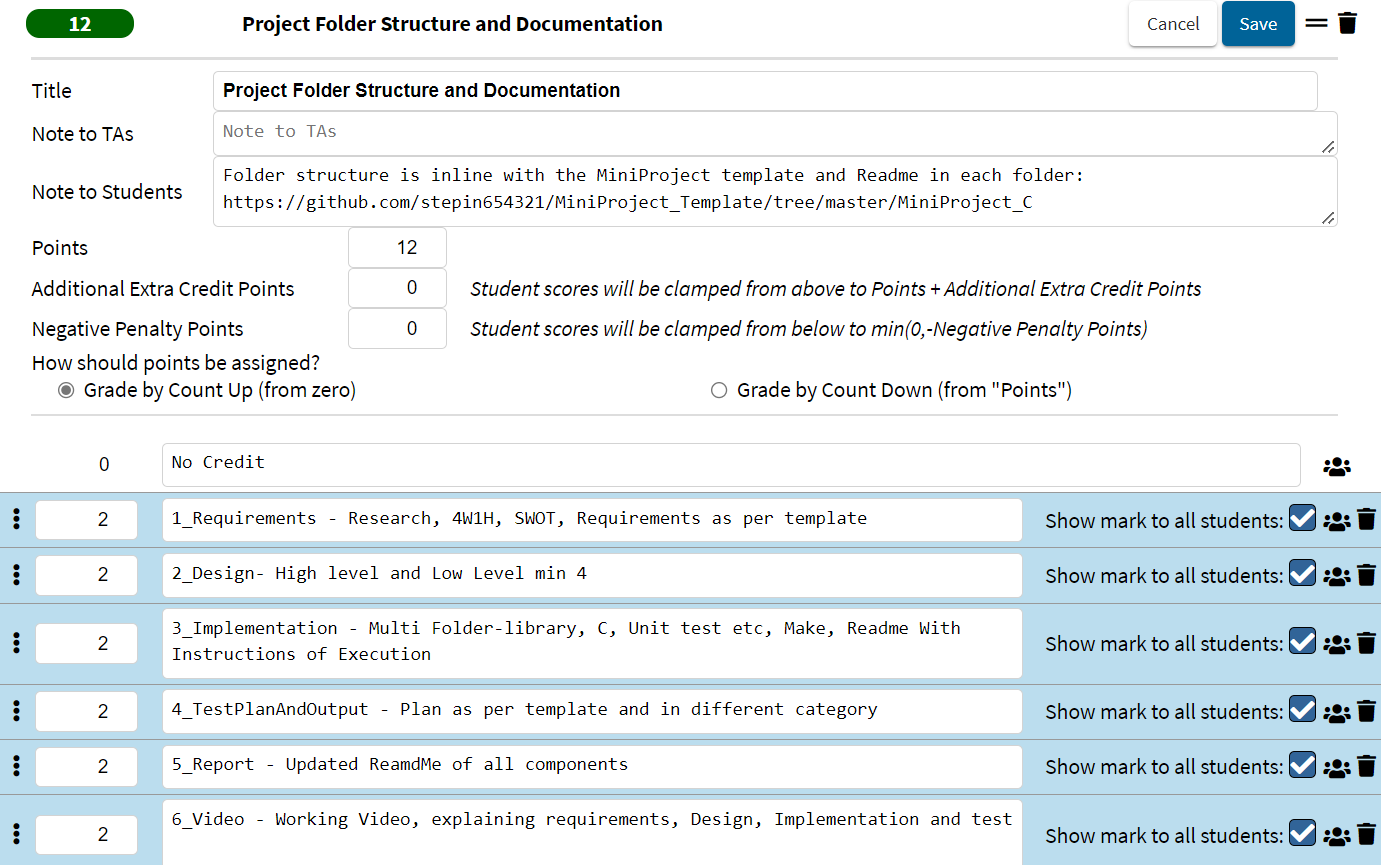 12 Project Folder Structure and Documentation Cancel Save
Title Project Folder Structure and Documentation
Note to TAs Note to TAs
Note to Students Folder structure is inline with the MiniProject template and Readme in each folder:
https://github.com/stepin654321/MiniProject_Template/tree/master/MiniProject_C
Points 12
Additional Extra Credit Points 0 Student scores will be clamped from above to Points + Additional Extra Credit Points
Negative Penalty Points 0 Student scores will be clamped from below to min(0,-Negative Penalty Points)
How should points be assigned?
Grade by Count Up (from zero) Grade by Count Down (from "Points")
0 No Credit
2 1_Requirements - Research, 4W1H, SWOT, Requirements as per template Show mark to all students:
2 2_Design- High level and Low Level min 4 Show mark to all students:
2 3_Implementation - Multi Folder-library, C, Unit test etc, Make, Readme With
Instructions of Execution Show mark to all students:
2 4_TestPlanAndOutput - Plan as per template and in different category Show mark to all students:
2 5_Report - Updated ReamdMe of all components Show mark to all students:
2 6_Video - Working Video, explaining requirements, Design, Implementation and test Show mark to all students: